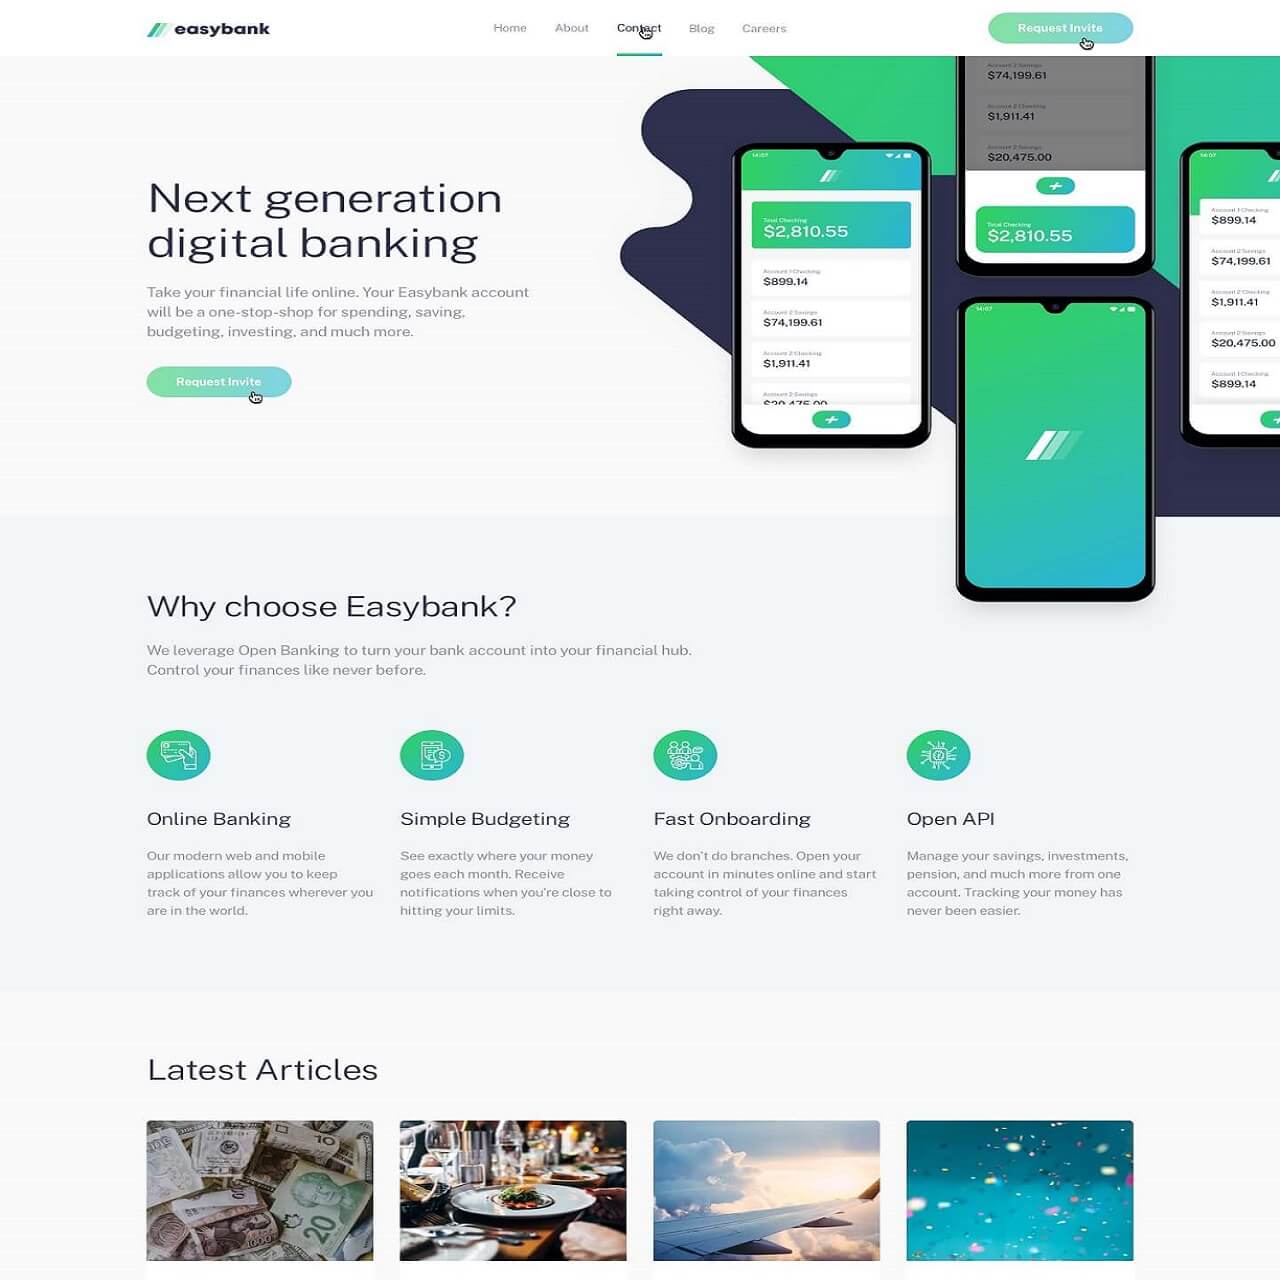 easybank
Home
About
Contact
Blog
Careers
Request Invite
Next generation
digital banking
Take your financial life online. Your Easybank account
will be a one-stop-shop for spending, saving,
budgeting, investing, and much more.
Request Invite
14:07
Total Checking
$2,810.55
Account 1 Checking
$899.14
Account 2 Savings
$74,199.61
Account 2 Checking
$1,911.41
Account 2 Savings
$20,475.00
Account 2 Savings
$74,199.61
Account 2 Checking
$1,911.41
Account 2 Savings
$20,475.00
Total Checking
$2,810.55
14:07
14:07
Account 1 Checking
$899.14
Account 2 Savings
$74,199.61
Account 2 Checking
$1,911.41
Account 2 Savings
$20,475.00
Account 1 Checking
$899.14
Why choose Easybank?
We leverage Open Banking to turn your bank account into your financial hub.
Control your finances like never before.
Online Banking
Our modern web and mobile
applications allow you to keep
track of your finances wherever you
are in the world.
Simple Budgeting
See exactly where your money
goes each month. Receive
notifications when you're close to
hitting your limits.
Fast Onboarding
We don't do branches. Open your
account in minutes online and start
taking control of your finances
right away.
Open API
Manage your savings, investments,
pension, and much more from one
account. Tracking your money has
never been easier.
Latest Articles
10
20